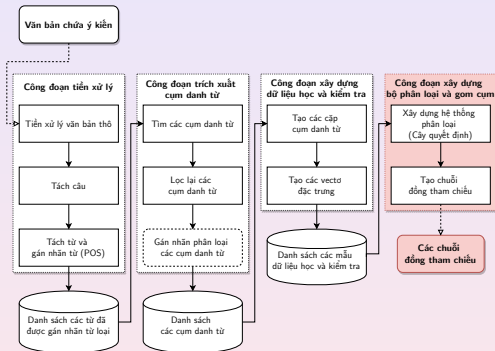 Văn bản chứa ý kiến
Công đoạn tiền xử lý
Tiền xử lý văn bản thô
Tách câu
Tách từ và
gán nhãn từ (POS)
Danh sách các từ đã
được gán nhãn từ loại
Công đoạn trích xuất
cụm danh từ
Tìm các cụm danh từ
Lọc lại các
cụm danh từ
Gán nhãn phân loại
các cụm danh từ
Danh sách
các cụm danh từ
Công đoạn xây dựng
dữ liệu học và kiểm tra
Tạo các cặp
cụm danh từ
Tạo các vectơ
đặc trưng
Danh sách các mẫu
dữ liệu học và kiểm tra
Công đoạn xây dựng
bộ phân loại và gom cụm
Xây dựng hệ thống
phân loại
(Cây quyết định)
Tạo chuỗi
đồng tham chiếu
Các chuỗi
đồng tham chiếu